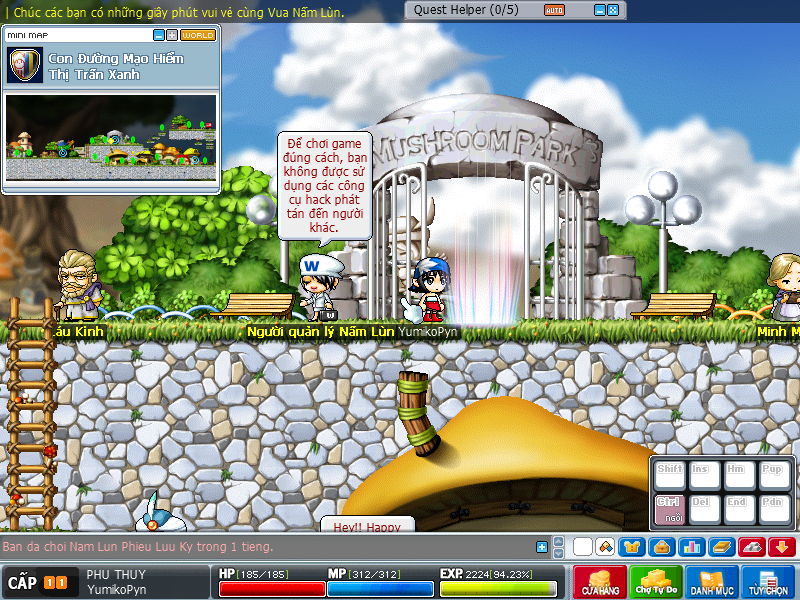 | Chúc các bạn có những giây phút vui vẻ cùng Vua Nấm Lùn.
Quest Helper (0/5)
AUTO
MINI MAP
WORLD
Con Đường Mạo Hiểm
Thị Trấn Xanh
MUSHROOM PARK
Để chơi game
đúng cách, bạn
không được sử
dụng các công
cụ hack phát
tán đến người
khác.
W
áu Kinh
Người quản lý Nấm Lùn
YumikoPyn
Minh M
Shift
Ins
Hm
Pup
Ctrl
ngồi
Del
End
Pdn
Hey!! Happy
Ban da choi Nam Lun Phieu Luu Ky trong 1 tieng.
CẤP 11
PHU THUY
YumikoPyn
HP[185/185]
MP[312/312]
EXP.2224[94.23%]
CỬA HÀNG
Chợ Tự Do
DANH MỤC
TUỲ CHỌN